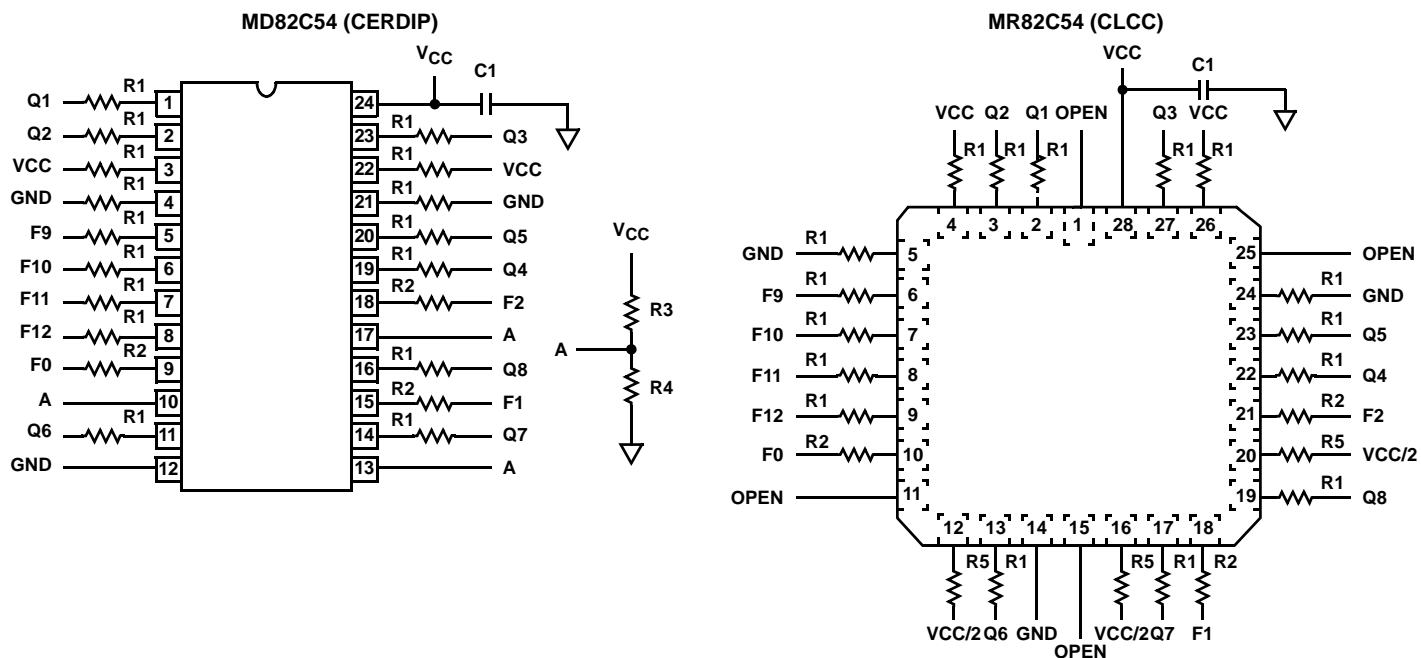 MD82C54 (CERDIP)
VCC
C1
Q1 R1 1
Q2 R1 2
VCC R1 3
GND R1 4
F9 R1 5
F10 R1 6
F11 R1 7
F12 R1 8
F0 R2 9
A 10
Q6 R1 11
GND 12
24
23 R1 Q3
22 R1 VCC
21 R1 GND
20 R1 Q5
19 R1 Q4
18 R2 F2
17 A
16 R1 Q8
15 R2 F1
14 R1 Q7
13 A
VCC
R3
A
R4
MR82C54 (CLCC)
VCC
C1
VCC Q2 Q1 OPEN Q3 VCC
R1 R1 R1 R1 R1
4 3 2 1 28 27 26
GND R1 5
F9 R1 6
F10 R1 7
F11 R1 8
F12 R1 9
F0 R2 10
OPEN 11
25 OPEN
24 R1 GND
23 R1 Q5
22 R1 Q4
21 R2 F2
20 R5 VCC/2
19 R1 Q8
12 13 14 15 16 17 18
R5 R1 R5 R1 R2
VCC/2 Q6 GND VCC/2 Q7 F1
OPEN